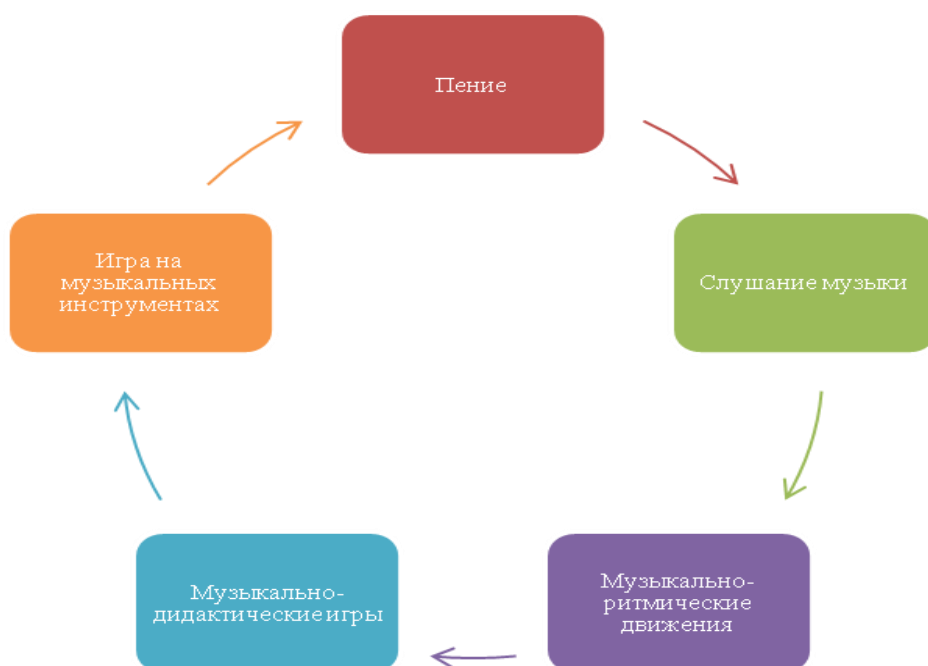 Пение
Слушание музыки
Музыкально-
ритмические
движения
Музыкально-
дидактические игры
Игра на
музыкальных
инструментах